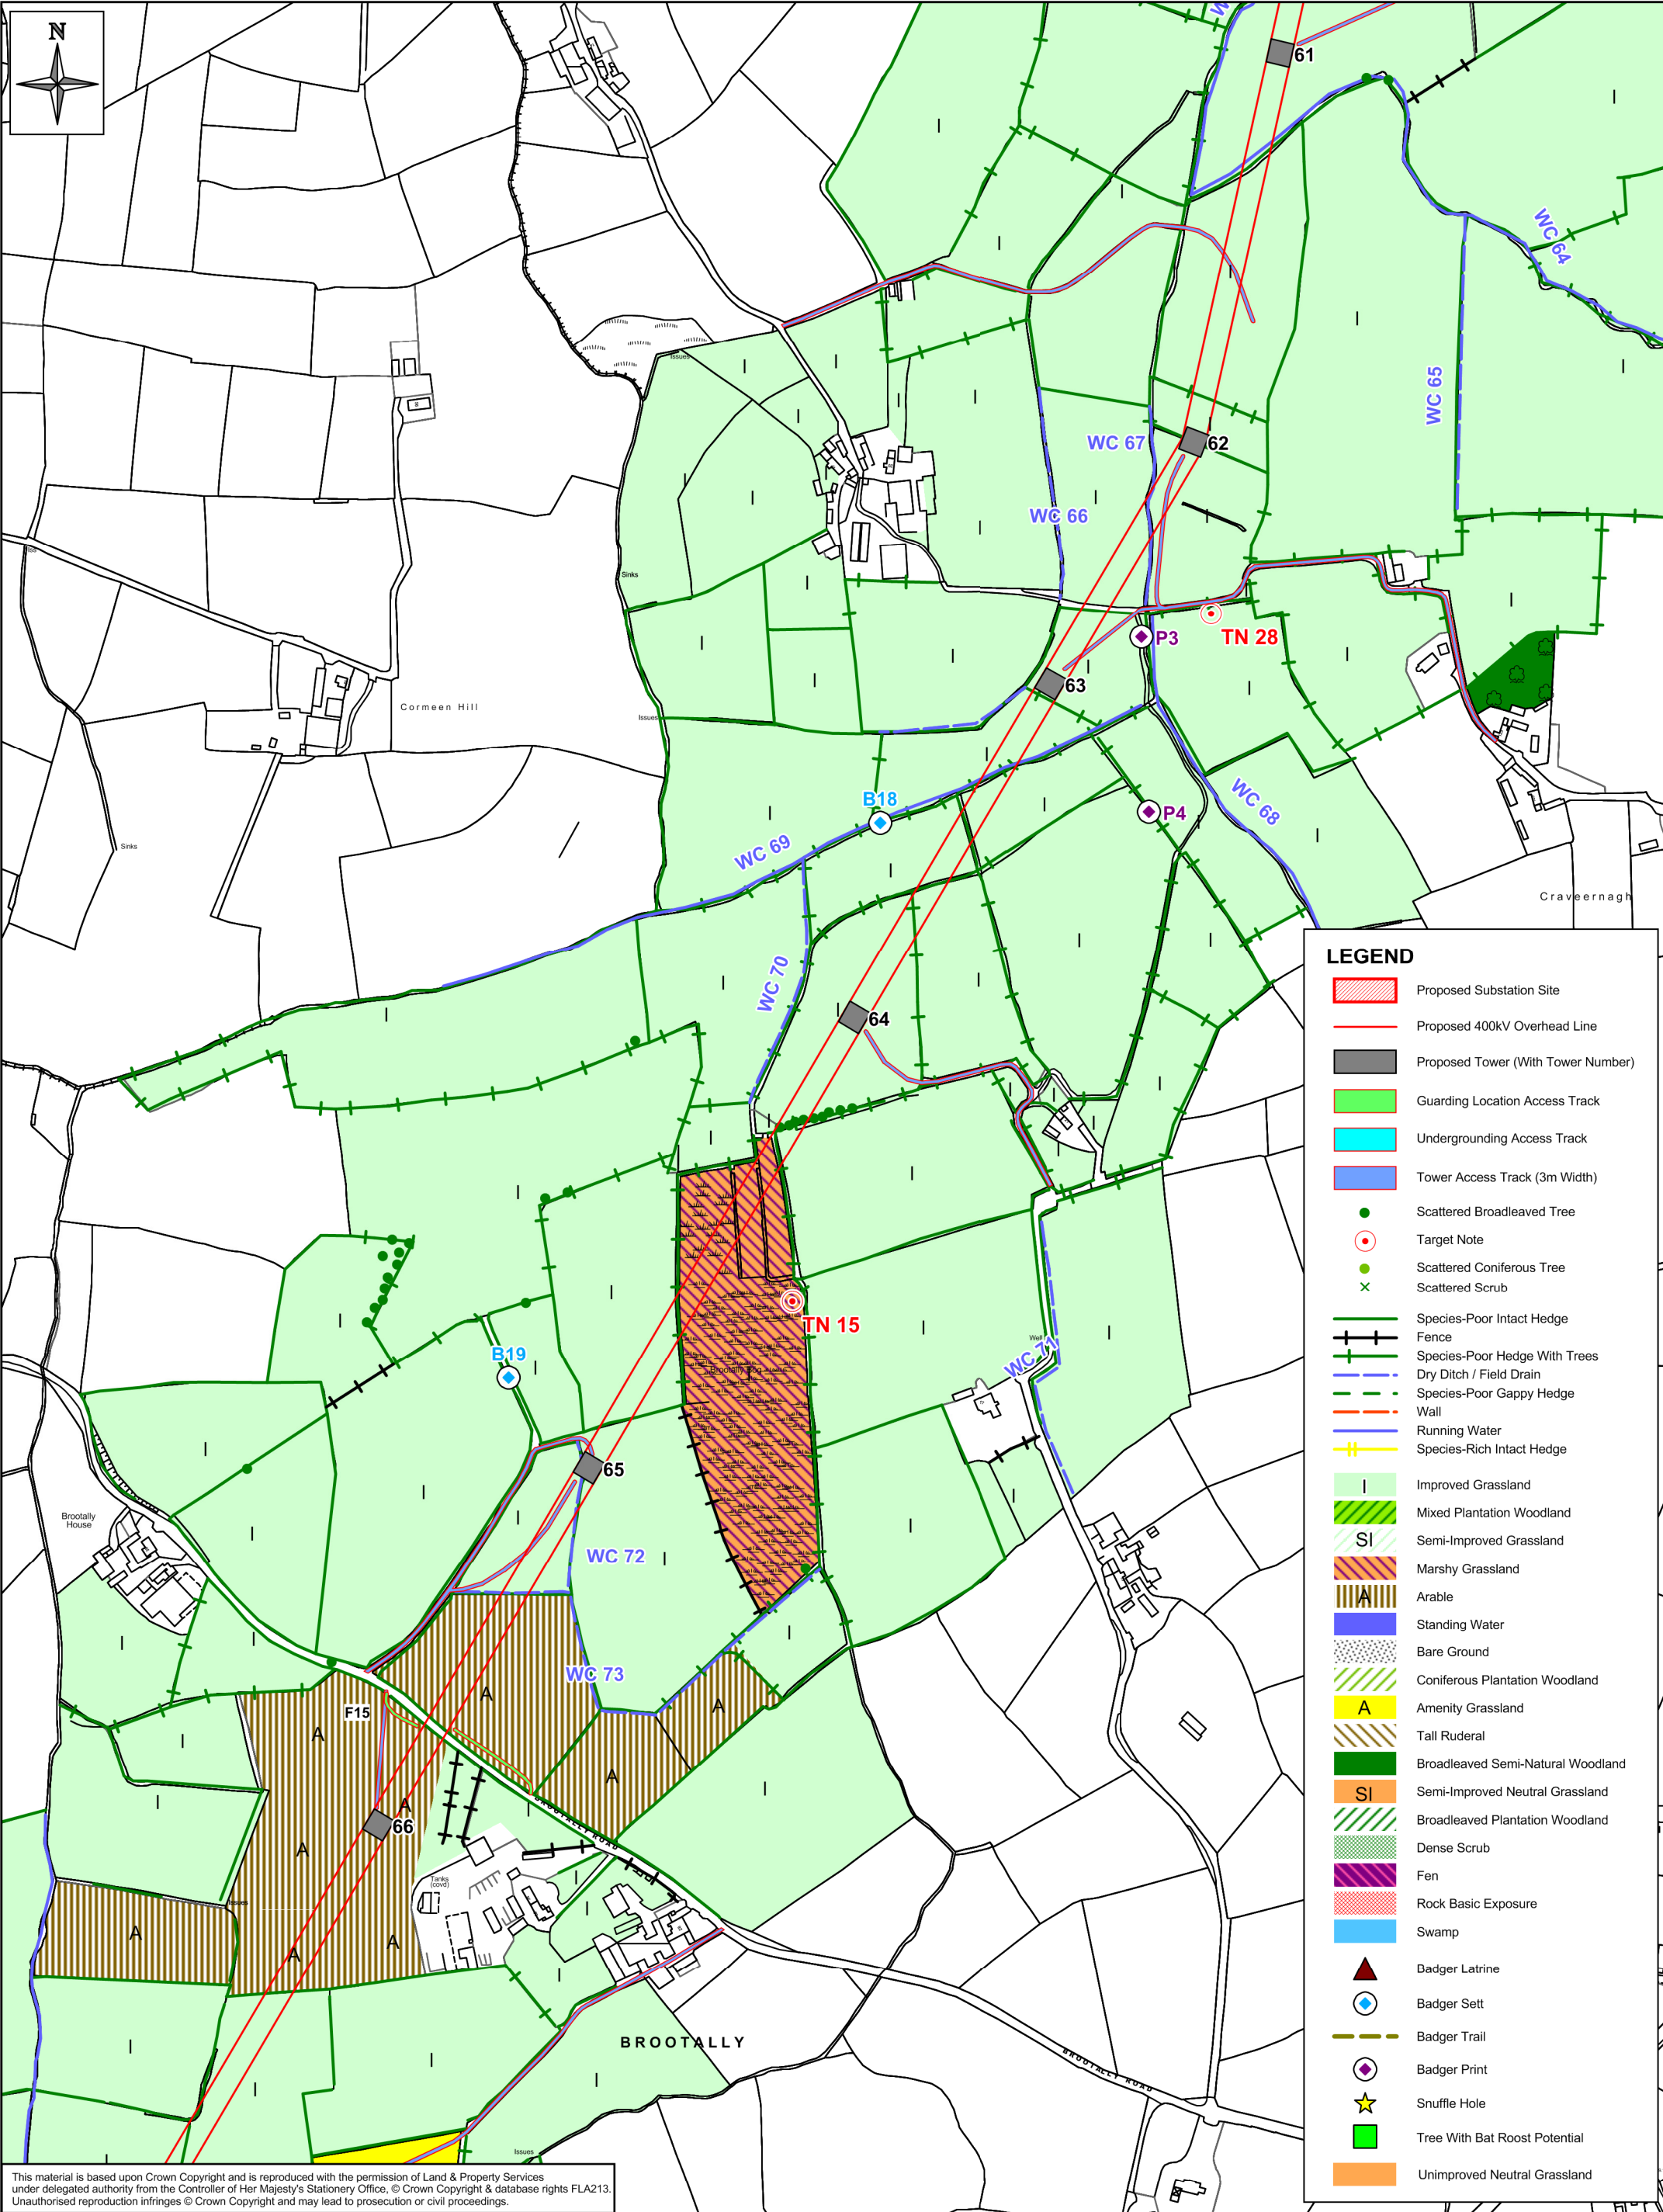 N
61
WC 64
WC 65
Issues
62
WC 67
WC 66
Sinks
TN 28
P3
63
Cormeen Hill
Issues
B18
P4
WC 68
WC 69
Sinks
Craveernagh
WC 70
64
TN 15
B19
Well
WC 71
65
Brootally
House
WC 72
WC 73
F15
A
A
A
A
A
A
66
BROOTALLY ROAD
Tanks
(covd)
Issues
A
A
A
BROOTALLY
BROOTALLY ROAD
Issues
LEGEND
Proposed Substation Site
Proposed 400kV Overhead Line
Proposed Tower (With Tower Number)
Guarding Location Access Track
Undergrounding Access Track
Tower Access Track (3m Width)
Scattered Broadleaved Tree
Target Note
Scattered Coniferous Tree
Scattered Scrub
Species-Poor Intact Hedge
Fence
Species-Poor Hedge With Trees
Dry Ditch / Field Drain
Species-Poor Gappy Hedge
Wall
Running Water
Species-Rich Intact Hedge
I Improved Grassland
Mixed Plantation Woodland
SI Semi-Improved Grassland
Marshy Grassland
A Arable
Standing Water
Bare Ground
Coniferous Plantation Woodland
A Amenity Grassland
Tall Ruderal
Broadleaved Semi-Natural Woodland
SI Semi-Improved Neutral Grassland
Broadleaved Plantation Woodland
Dense Scrub
Fen
Rock Basic Exposure
Swamp
Badger Latrine
Badger Sett
Badger Trail
Badger Print
Snuffle Hole
Tree With Bat Roost Potential
Unimproved Neutral Grassland
This material is based upon Crown Copyright and is reproduced with the permission of Land & Property Services
under delegated authority from the Controller of Her Majesty's Stationery Office, © Crown Copyright & database rights FLA213.
Unauthorised reproduction infringes © Crown Copyright and may lead to prosecution or civil proceedings.